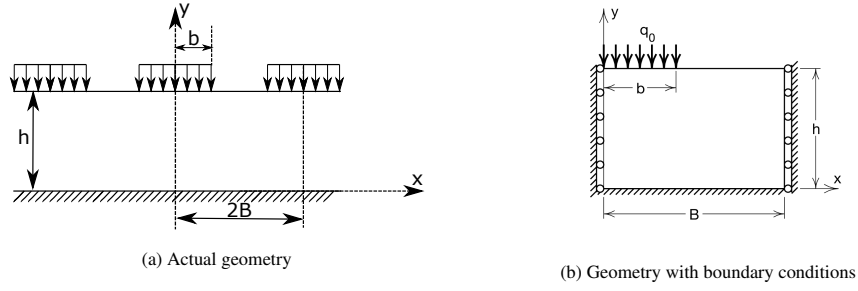 y
b
h
x
2B
(a) Actual geometry
y
q0
b
h
x
B
(b) Geometry with boundary conditions